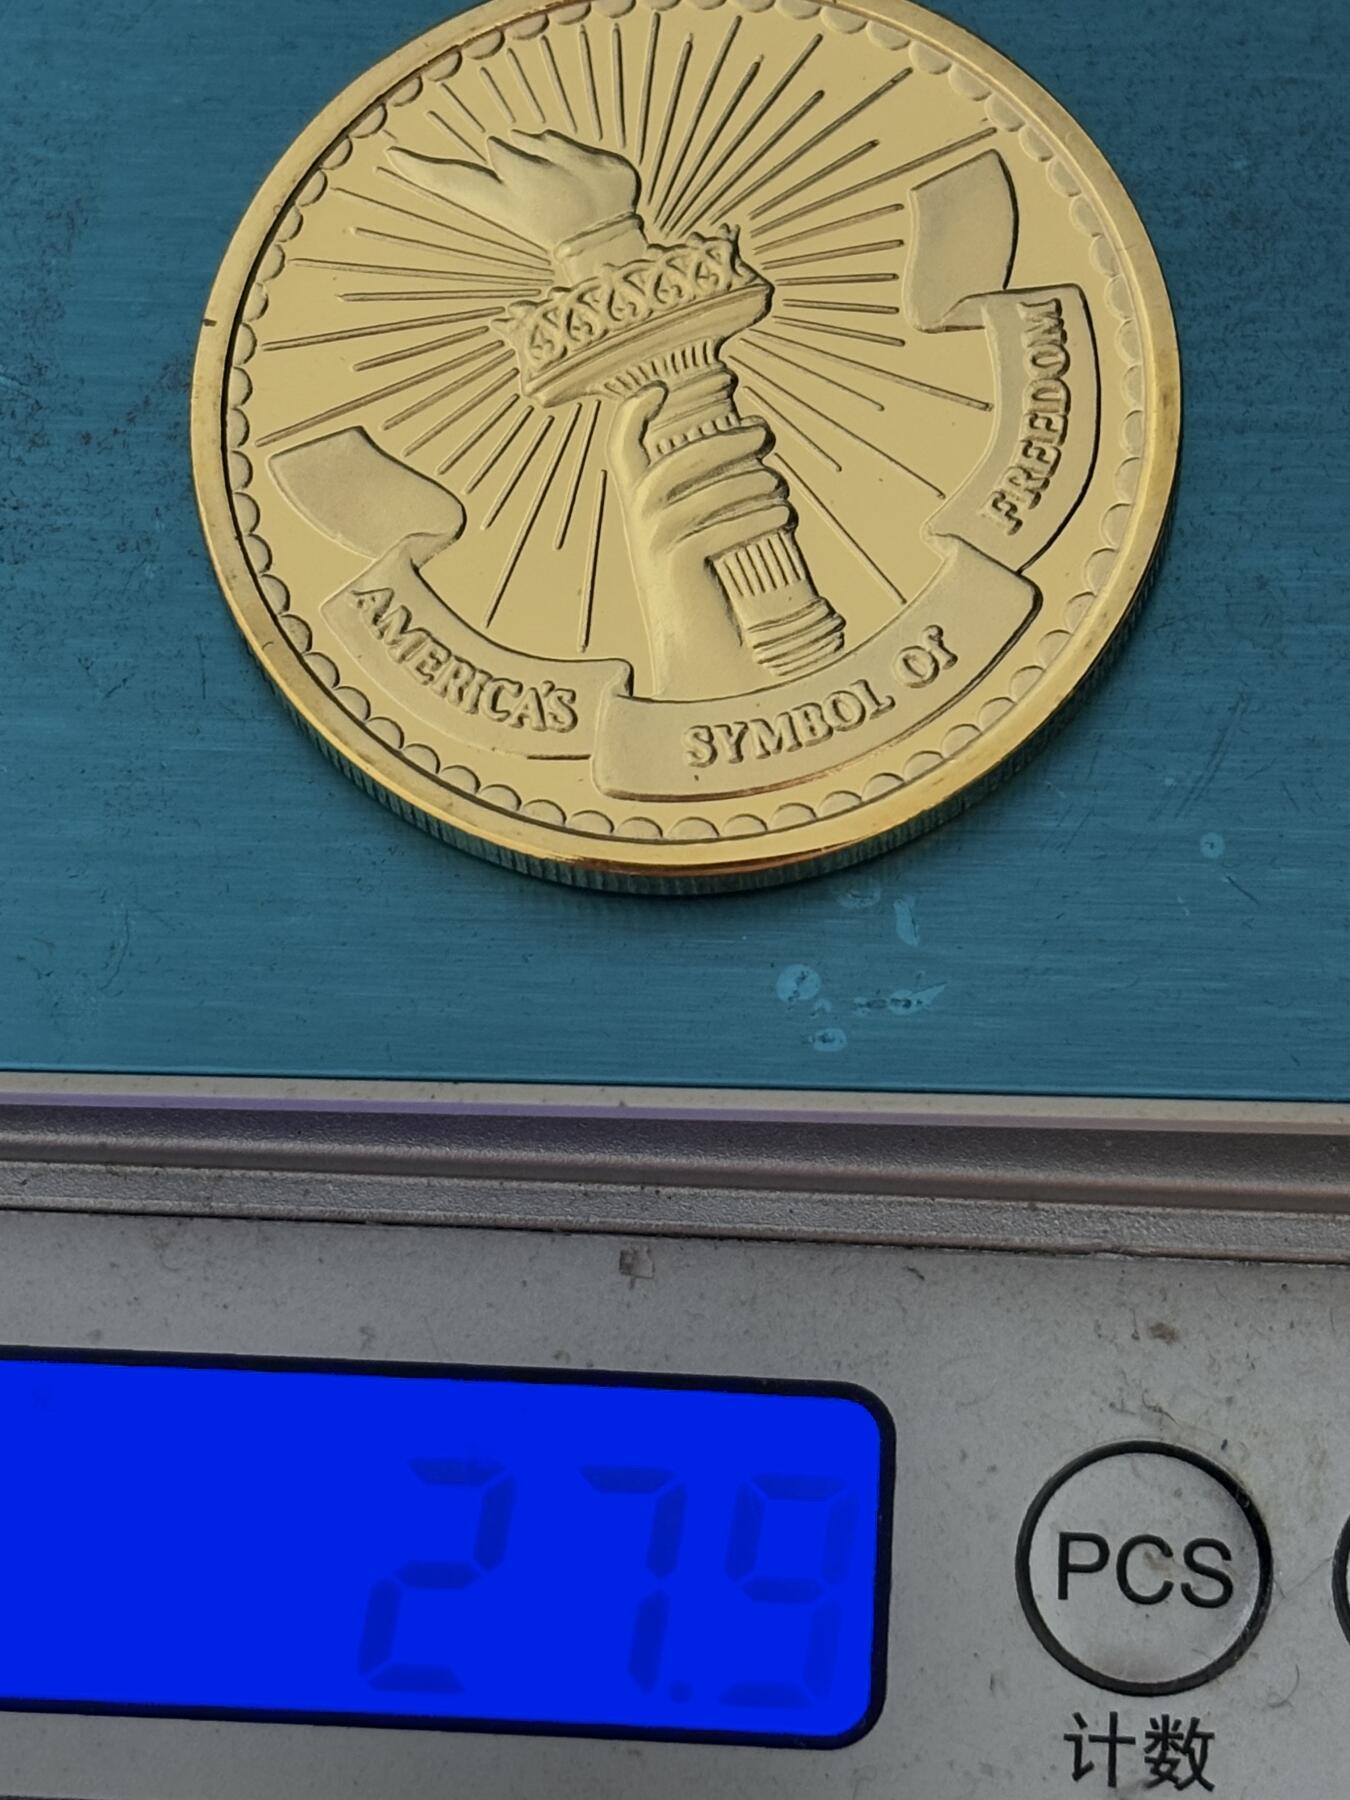 AMERICA'S
SYMBOL OF
FREEDOM
27.9
PCS
计数